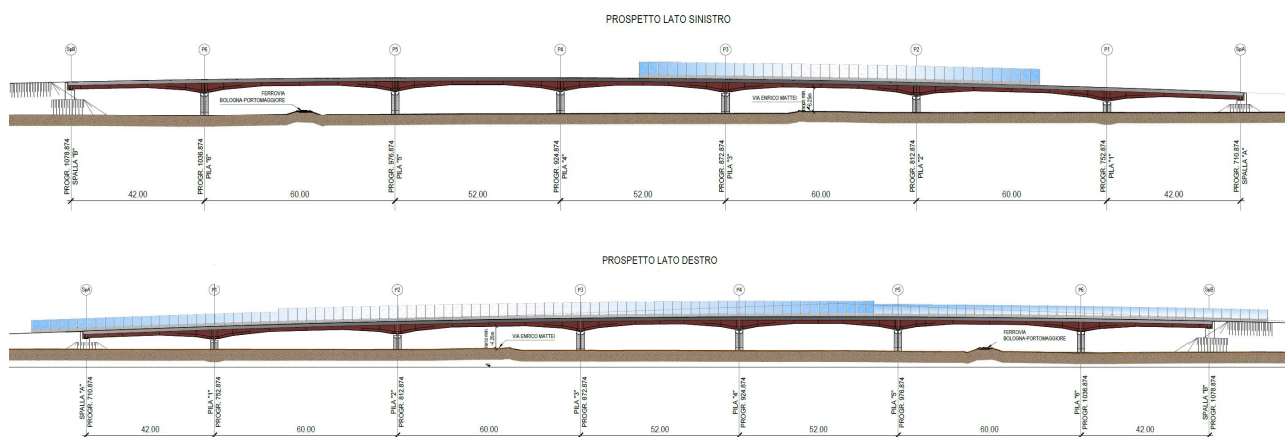 PROSPETTO LATO SINISTRO
SpB P6 P5 P4 P3 P2 P1 SpA
FERROVIA
BOLOGNA-PORTOMAGGIORE
VIA ENRICO MATTEI
PROGR. 1078.874
SPALLA "B"
PROGR. 1036.874
PILA "6"
PROGR. 976.874
PILA "5"
PROGR. 924.874
PILA "4"
PROGR. 872.874
PILA "3"
PROGR. 812.874
PILA "2"
PROGR. 752.874
PILA "1"
PROGR. 710.874
SPALLA "A"
42.00 60.00 52.00 52.00 60.00 60.00 42.00
PROSPETTO LATO DESTRO
SpA P1 P2 P3 P4 P5 P6 SpB
VIA ENRICO MATTEI
FERROVIA
BOLOGNA-PORTOMAGGIORE
SPALLA "A"
PROGR. 710.874
PILA "1"
PROGR. 752.874
PILA "2"
PROGR. 812.874
PILA "3"
PROGR. 872.874
PILA "4"
PROGR. 924.874
PILA "5"
PROGR. 976.874
PILA "6"
PROGR. 1036.874
SPALLA "B"
PROGR. 1078.874
42.00 60.00 60.00 52.00 52.00 60.00 42.00